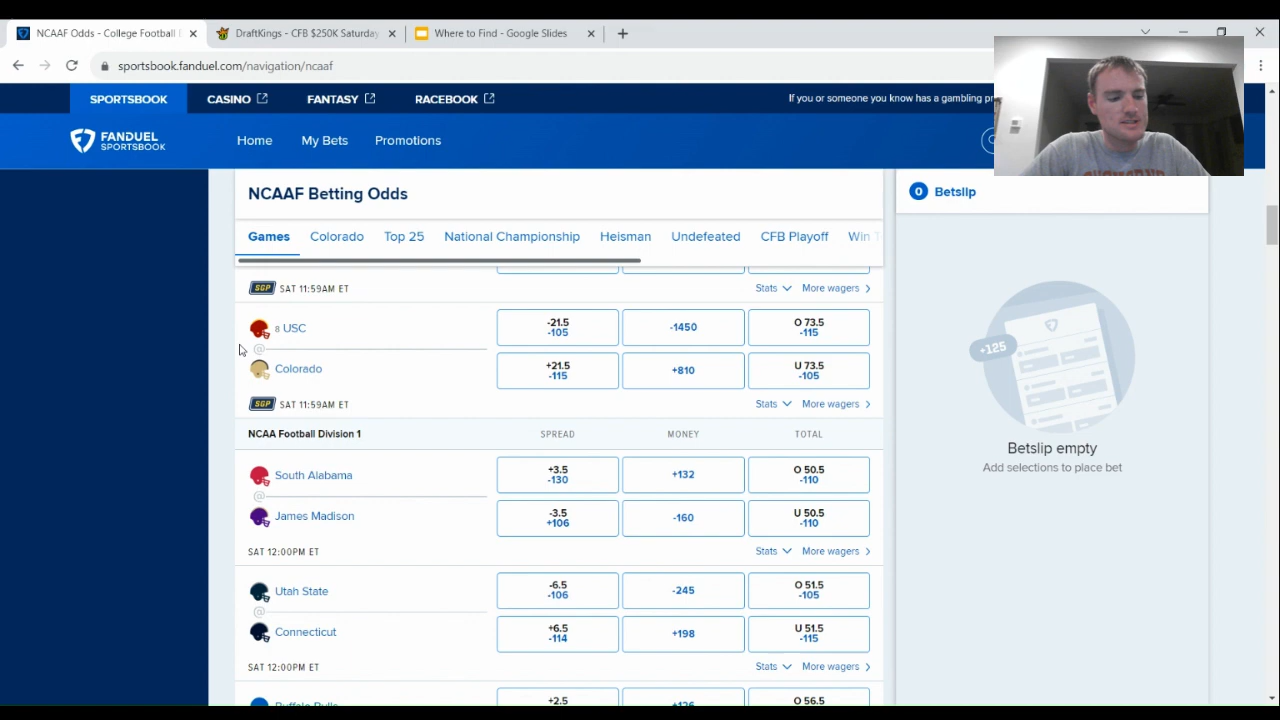 NCAAF Odds - College Football
DraftKings - CFB $250K Saturday
Where to Find - Google Slides
sportsbook.fanduel.com/navigation/ncaaf
SPORTSBOOK CASINO FANTASY RACEBOOK If you or someone you know has a gambling
FANDUEL
SPORTSBOOK
Home My Bets Promotions
NCAAF Betting Odds
0 Betslip
Games Colorado Top 25 National Championship Heisman Undefeated CFB Playoff Win
SGP SAT 11:59AM ET Stats More wagers
8 USC -21.5 -105 -1450 O 73.5 -115
@
Colorado +21.5 -115 +810 U 73.5 -105
SGP SAT 11:59AM ET Stats More wagers
NCAA Football Division 1 SPREAD MONEY TOTAL
South Alabama +3.5 -130 +132 O 50.5 -110
@
James Madison -3.5 +106 -160 U 50.5 -110
SAT 12:00PM ET Stats More wagers
Utah State -6.5 -106 -245 O 51.5 -105
@
Connecticut +6.5 -114 +198 U 51.5 -115
SAT 12:00PM ET Stats More wagers
Buffalo Bulls +2.5 +126 O 56.5
+125
Betslip empty
Add selections to place bet